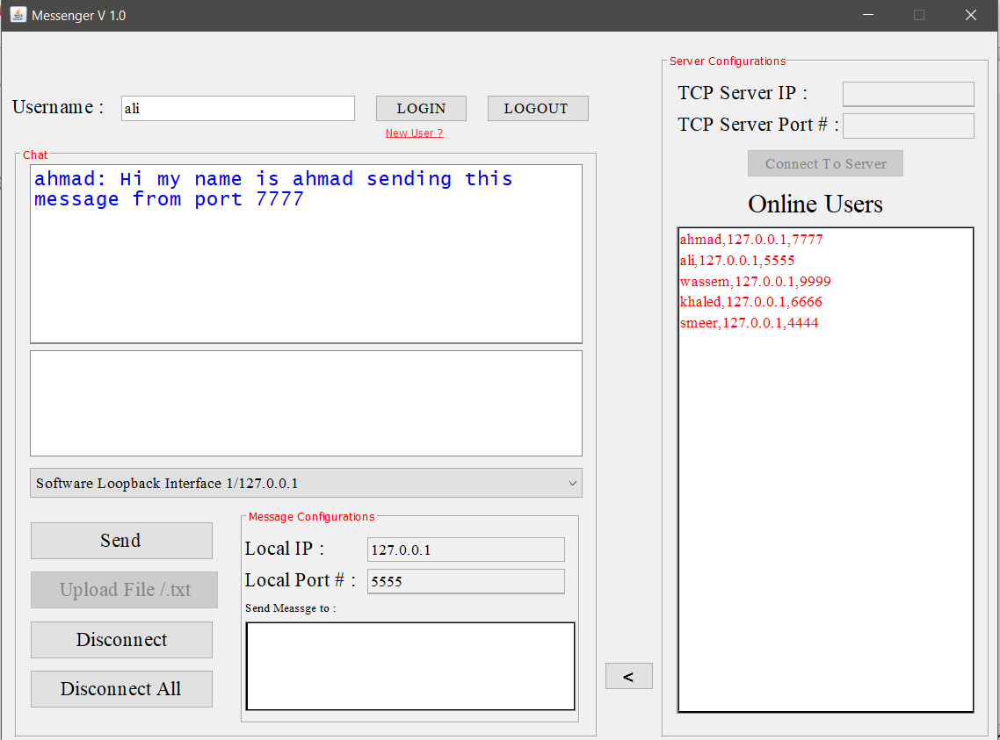 Messenger V 1.0
Username :
ali
LOGIN
LOGOUT
New User ?
Chat
ahmad: Hi my name is ahmad sending this
message from port 7777
Software Loopback Interface 1/127.0.0.1
Send
Upload File /.txt
Disconnect
Disconnect All
Message Configurations
Local IP :
127.0.0.1
Local Port # :
5555
Send Meassge to :
<
Server Configurations
TCP Server IP :
TCP Server Port # :
Connect To Server
Online Users
ahmad,127.0.0.1,7777
ali,127.0.0.1,5555
wassem,127.0.0.1,9999
khaled,127.0.0.1,6666
smeer,127.0.0.1,4444